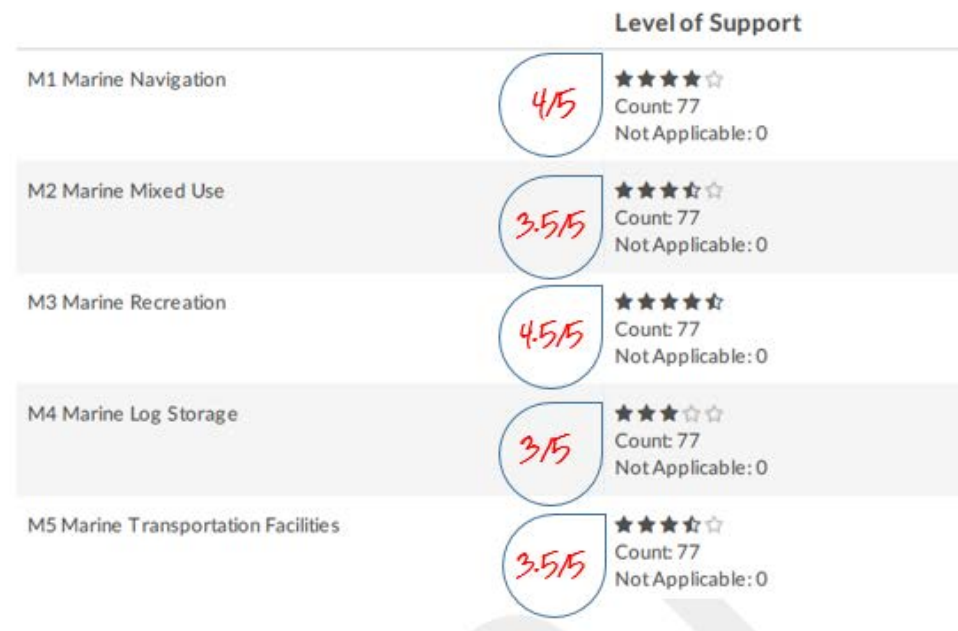 Level of Support
M1 Marine Navigation
4/5
Count: 77
Not Applicable: 0
M2 Marine Mixed Use
3.5/5
Count: 77
Not Applicable: 0
M3 Marine Recreation
4.5/5
Count: 77
Not Applicable: 0
M4 Marine Log Storage
3/5
Count: 77
Not Applicable: 0
M5 Marine Transportation Facilities
3.5/5
Count: 77
Not Applicable: 0